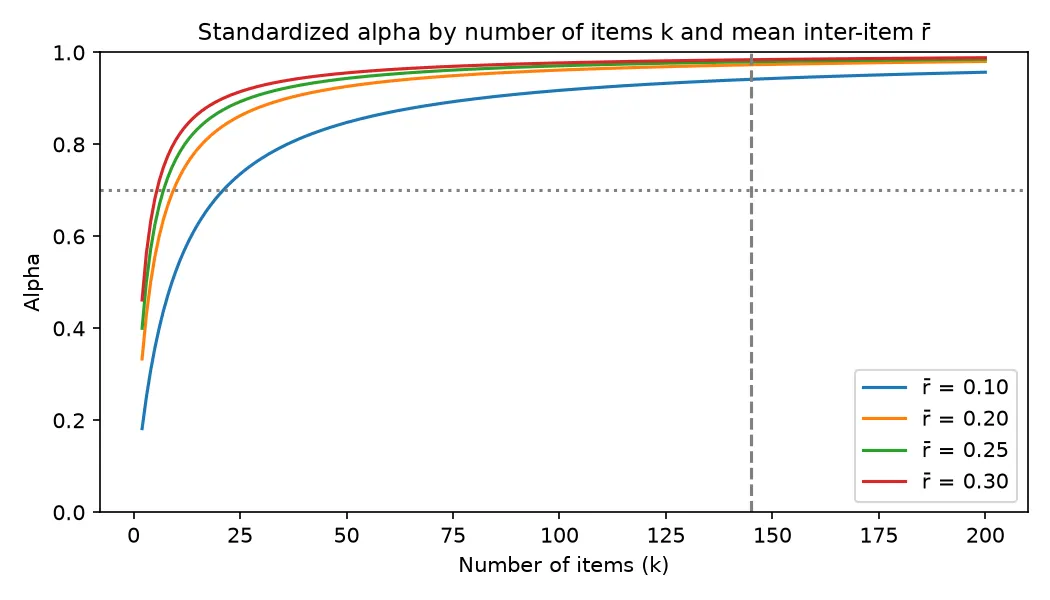 Standardized alpha by number of items k and mean inter-item r̄
1.0
0.8
0.6
0.4
0.2
0.0
Alpha
0
25
50
75
100
125
150
175
200
Number of items (k)
r̄ = 0.10
r̄ = 0.20
r̄ = 0.25
r̄ = 0.30